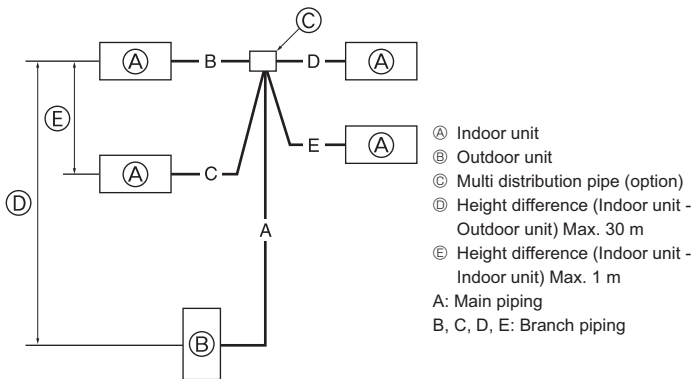 Ⓒ
Ⓐ B D Ⓐ
Ⓔ
E Ⓐ
Ⓐ C
Ⓓ
A
Ⓑ
Ⓐ Indoor unit
Ⓑ Outdoor unit
Ⓒ Multi distribution pipe (option)
Ⓓ Height difference (Indoor unit -
Outdoor unit) Max. 30 m
Ⓔ Height difference (Indoor unit -
Indoor unit) Max. 1 m
A: Main piping
B, C, D, E: Branch piping